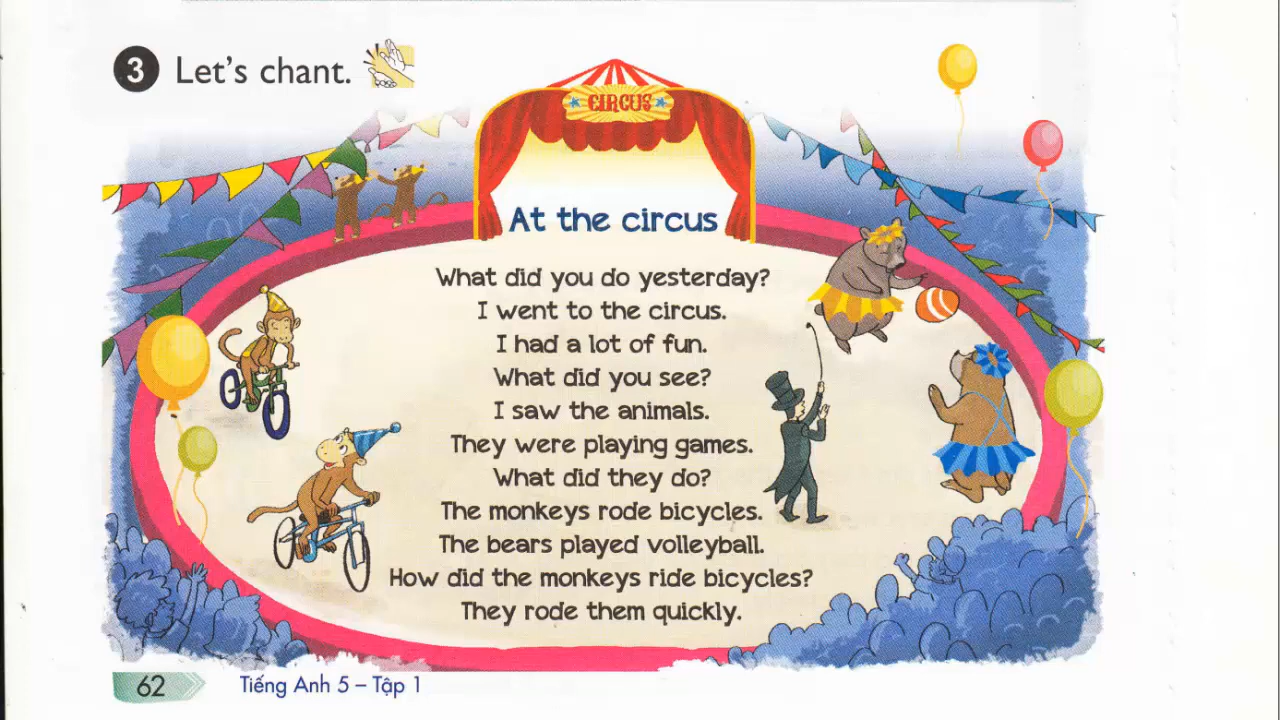 3 Let's chant.
CIRCUS
At the circus
What did you do yesterday?
I went to the circus.
I had a lot of fun.
What did you see?
I saw the animals.
They were playing games.
What did they do?
The monkeys rode bicycles.
The bears played volleyball.
How did the monkeys ride bicycles?
They rode them quickly.
62
Tiếng Anh 5 – Tập 1